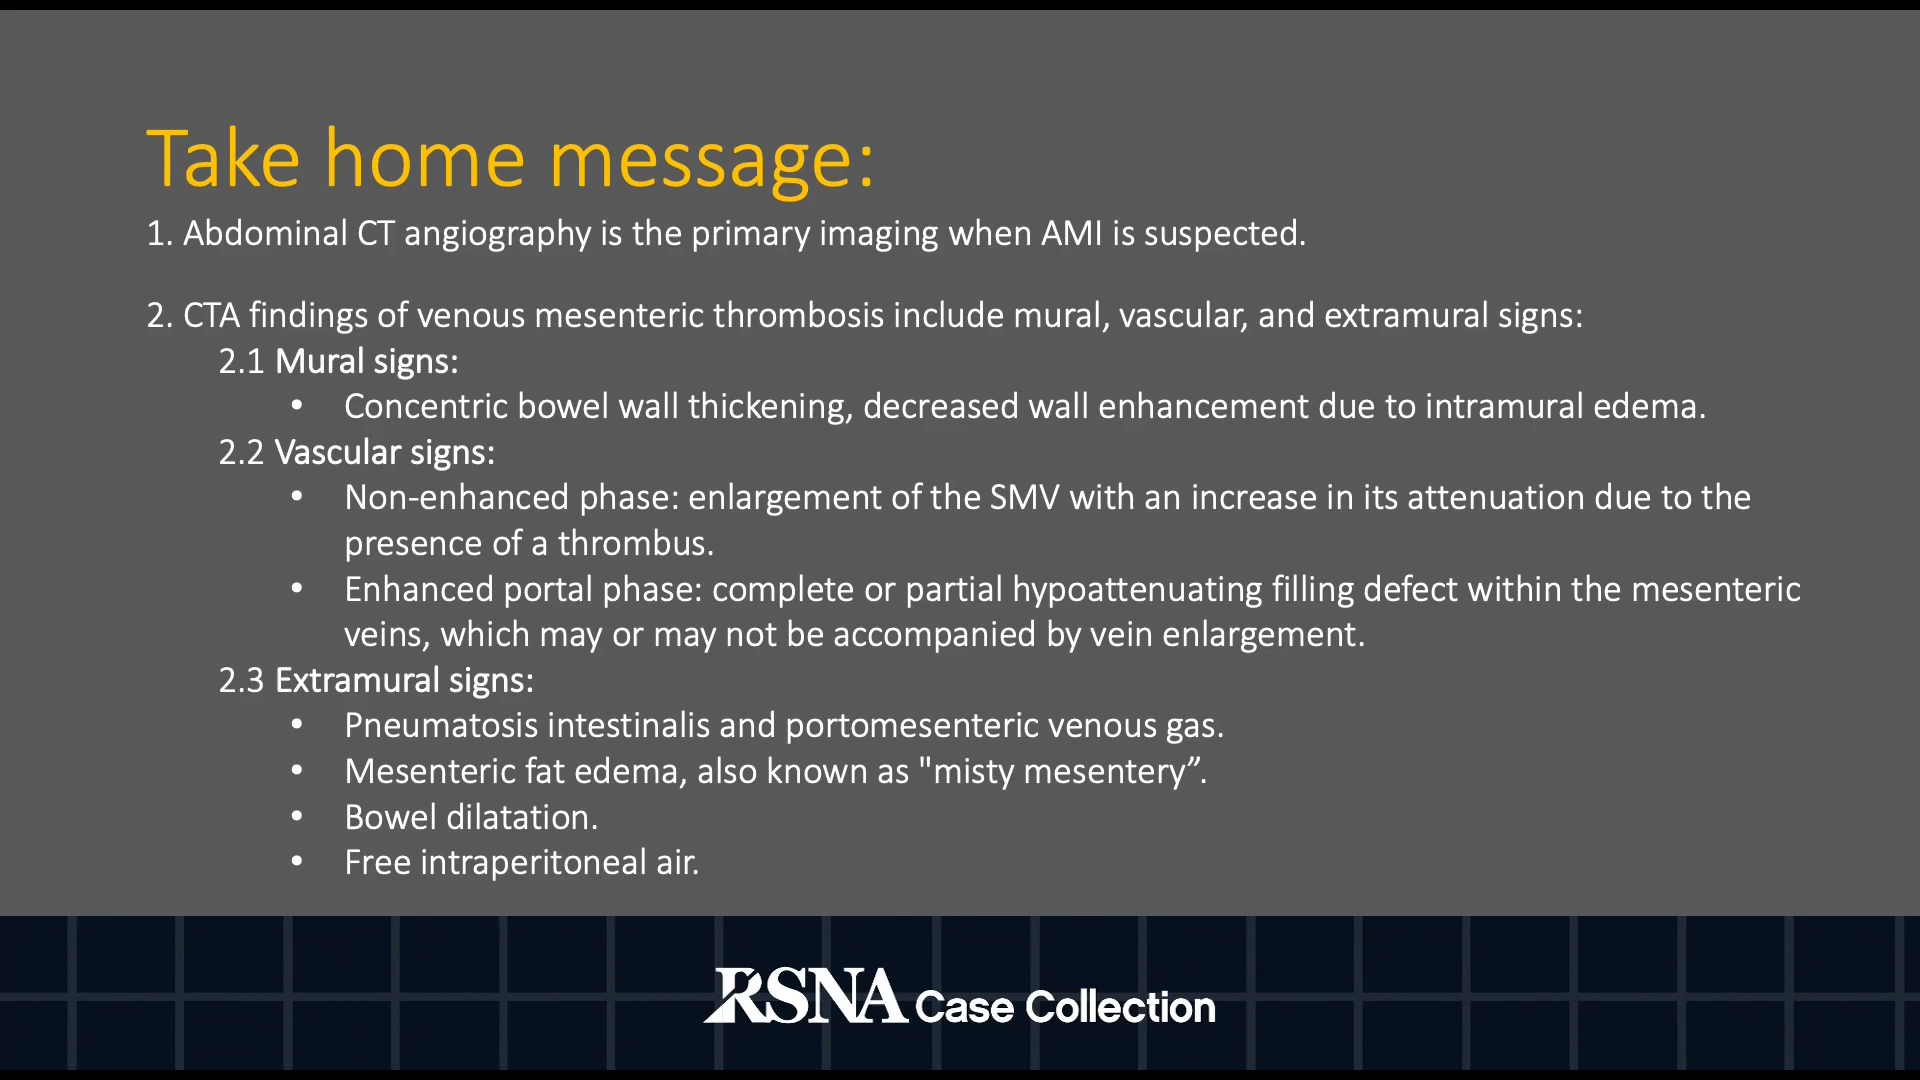 Take home message:
1. Abdominal CT angiography is the primary imaging when AMI is suspected.
2. CTA findings of venous mesenteric thrombosis include mural, vascular, and extramural signs:
2.1 Mural signs:
• Concentric bowel wall thickening, decreased wall enhancement due to intramural edema.
2.2 Vascular signs:
• Non-enhanced phase: enlargement of the SMV with an increase in its attenuation due to the
presence of a thrombus.
• Enhanced portal phase: complete or partial hypoattenuating filling defect within the mesenteric
veins, which may or may not be accompanied by vein enlargement.
2.3 Extramural signs:
• Pneumatosis intestinalis and portomesenteric venous gas.
• Mesenteric fat edema, also known as "misty mesentery”.
• Bowel dilatation.
• Free intraperitoneal air.
RSNA Case Collection